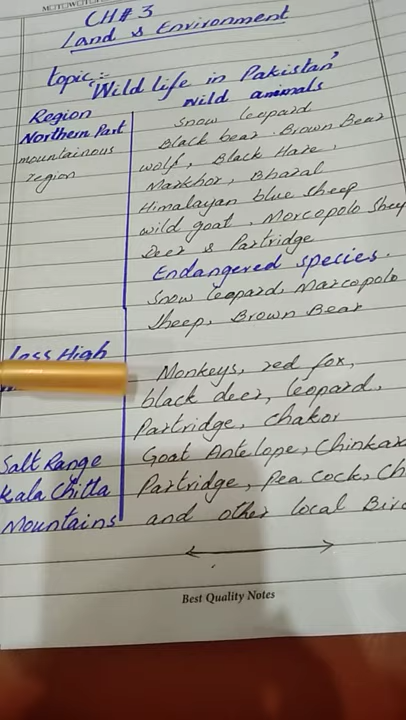 CH# 3
Land & Environment
topic:- "Wild life in Pakistan"
Region
Wild animals
Northern Part
mountainous
region
Snow leopard
Black bear. Brown Bear
wolf, Black Hare,
Markhor, Bharal
Himalayan blue sheep
wild goat, Morcopolo Sheep
Deer & Partridge
Endangered species.
Snow leopard, Marcopolo
sheep, Brown Bear
Less High
Monkeys, red fox,
black deer, leopard,
Partridge, Chakor
Salt Range
Kala Chitta
Mountains
Goat Antelope, Chinkara
Partridge, Pea Cock, Ch
and other local Bird
Best Quality Notes